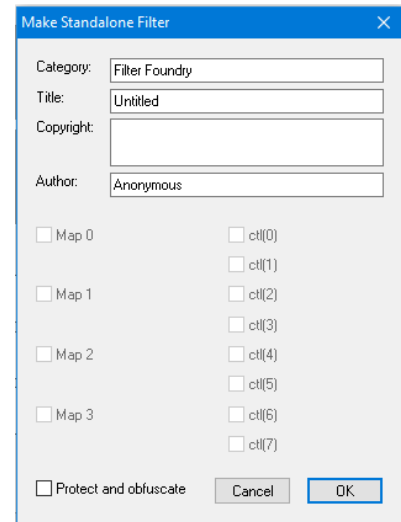 Make Standalone Filter
Category: Filter Foundry
Title: Untitled
Copyright:
Author: Anonymous
Map 0 ctl(0)
ctl(1)
Map 1 ctl(2)
ctl(3)
Map 2 ctl(4)
ctl(5)
Map 3 ctl(6)
ctl(7)
Protect and obfuscate Cancel OK